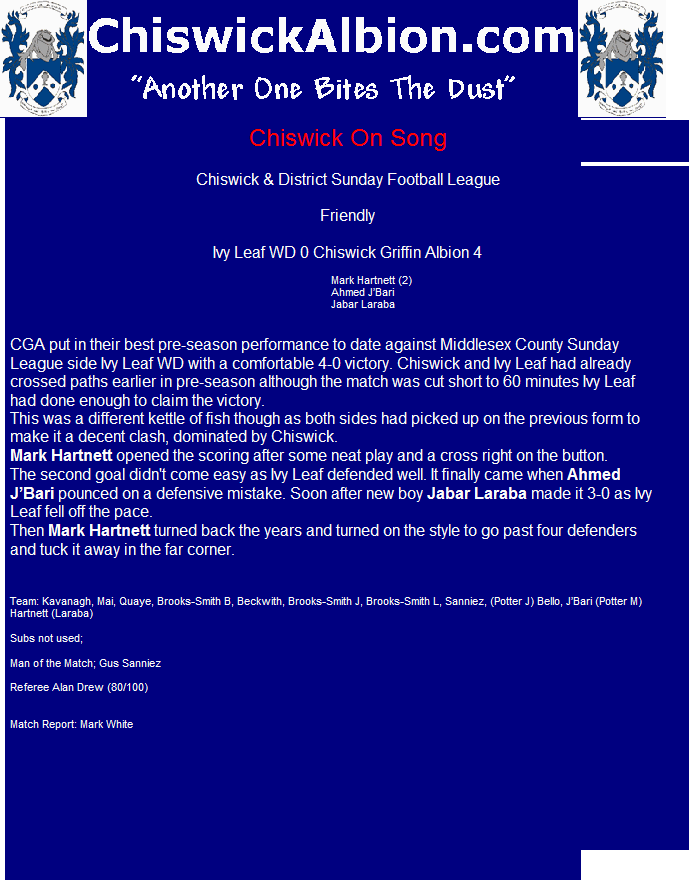 ChiswickAlbion.com
"Another One Bites The Dust"
Chiswick On Song
Chiswick & District Sunday Football League
Friendly
Ivy Leaf WD 0 Chiswick Griffin Albion 4
Mark Hartnett (2)
Ahmed J'Bari
Jabar Laraba
CGA put in their best pre-season performance to date against Middlesex County Sunday
League side Ivy Leaf WD with a comfortable 4-0 victory. Chiswick and Ivy Leaf had already
crossed paths earlier in pre-season although the match was cut short to 60 minutes Ivy Leaf
had done enough to claim the victory.
This was a different kettle of fish though as both sides had picked up on the previous form to
make it a decent clash, dominated by Chiswick.
Mark Hartnett opened the scoring after some neat play and a cross right on the button.
The second goal didn't come easy as Ivy Leaf defended well. It finally came when Ahmed
J'Bari pounced on a defensive mistake. Soon after new boy Jabar Laraba made it 3-0 as Ivy
Leaf fell off the pace.
Then Mark Hartnett turned back the years and turned on the style to go past four defenders
and tuck it away in the far corner.
Team: Kavanagh, Mai, Quaye, Brooks-Smith B, Beckwith, Brooks-Smith J, Brooks-Smith L, Sanniez, (Potter J) Bello, J'Bari (Potter M)
Hartnett (Laraba)
Subs not used;
Man of the Match; Gus Sanniez
Referee Alan Drew (80/100)
Match Report: Mark White